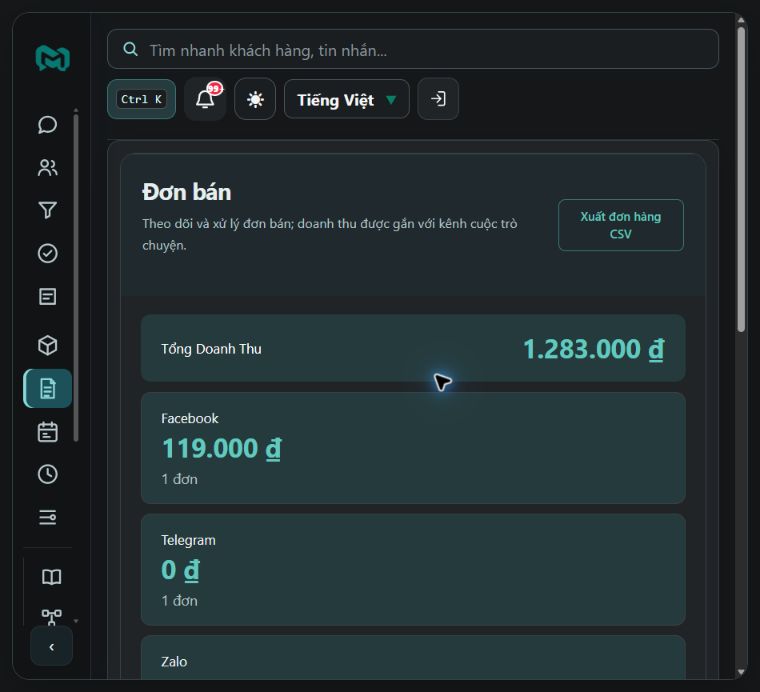 Tìm nhanh khách hàng, tin nhắn...
Ctrl K
99
Tiếng Việt
Đơn bán
Theo dõi và xử lý đơn bán; doanh thu được gắn với kênh cuộc trò
chuyện.
Xuất đơn hàng
CSV
Tổng Doanh Thu
1.283.000 ₫
Facebook
119.000 ₫
1 đơn
Telegram
0 ₫
1 đơn
Zalo